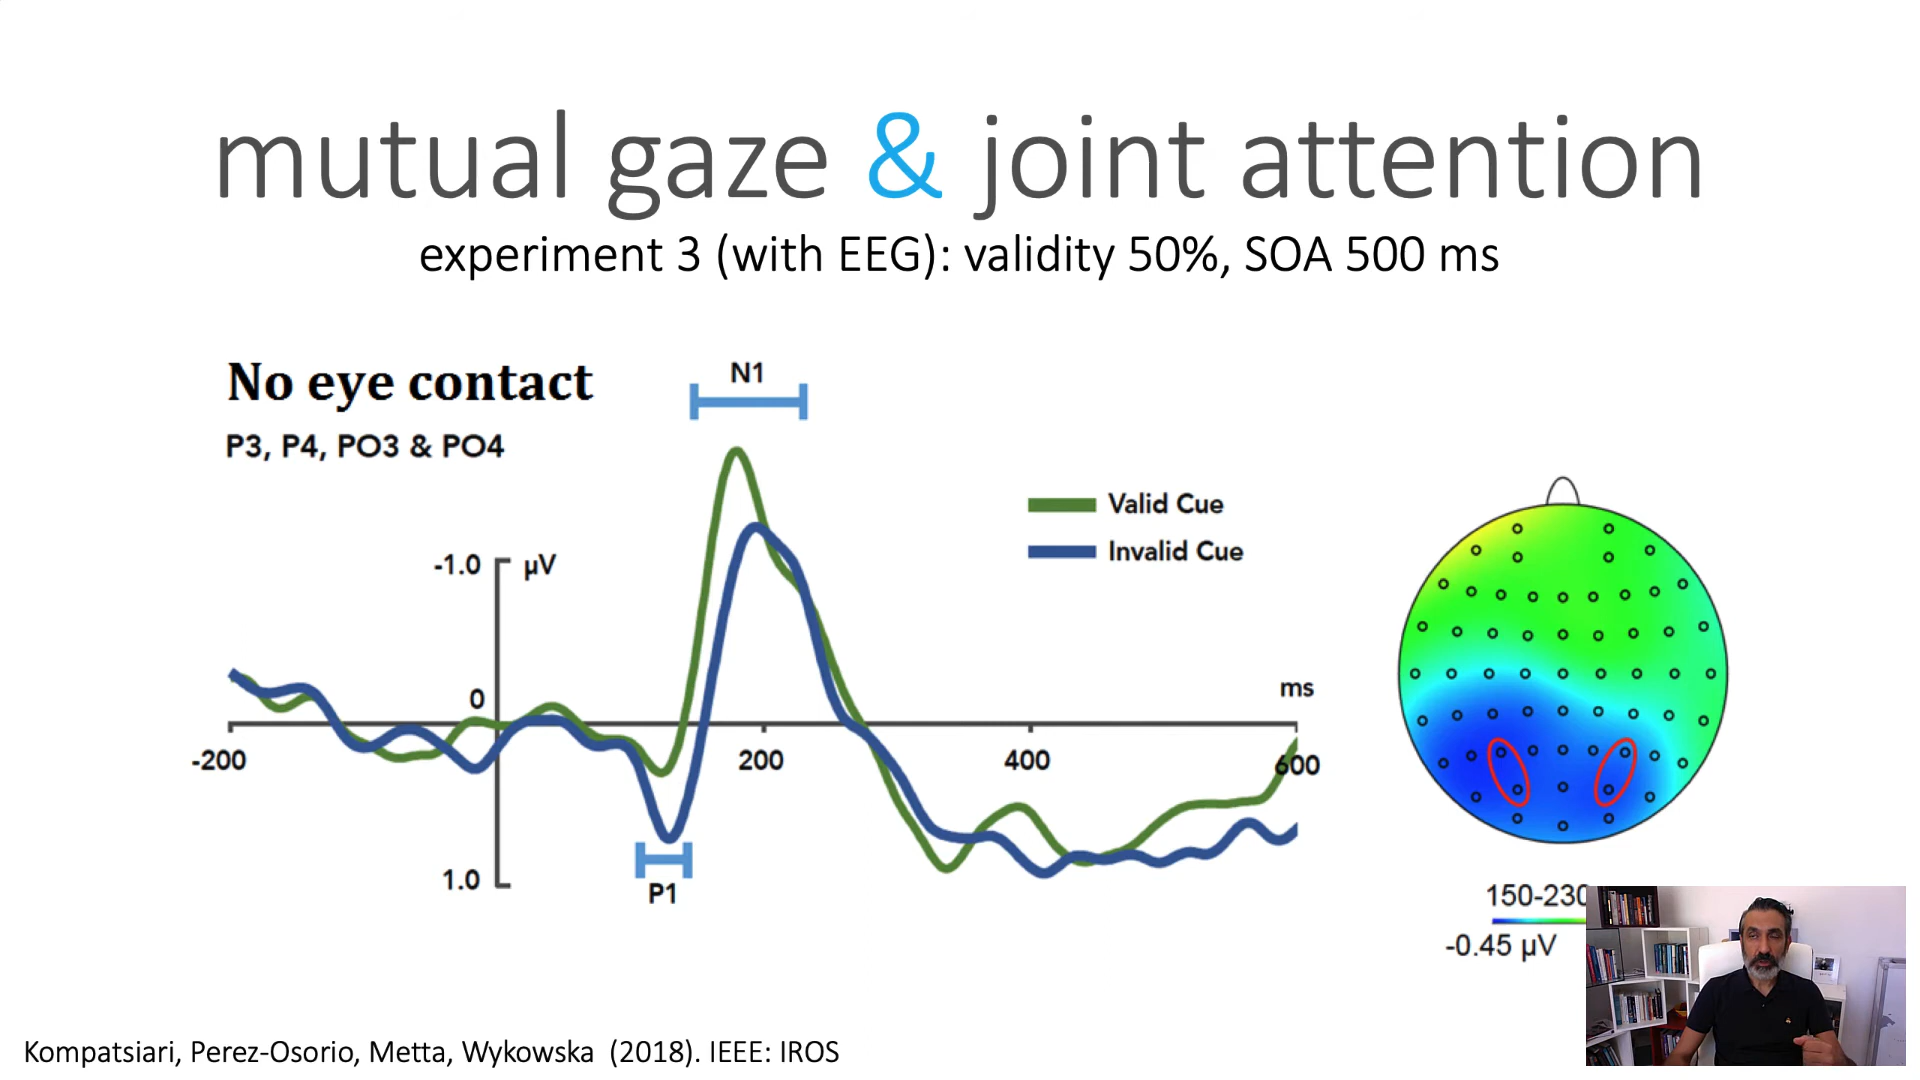 mutual gaze & joint attention
experiment 3 (with EEG): validity 50%, SOA 500 ms
No eye contact
P3, P4, PO3 & PO4
N1
Valid Cue
Invalid Cue
-1.0 µV
0
ms
-200
200
400
600
1.0
P1
150-230
-0.45 µV
Kompatsiari, Perez-Osorio, Metta, Wykowska (2018). IEEE: IROS